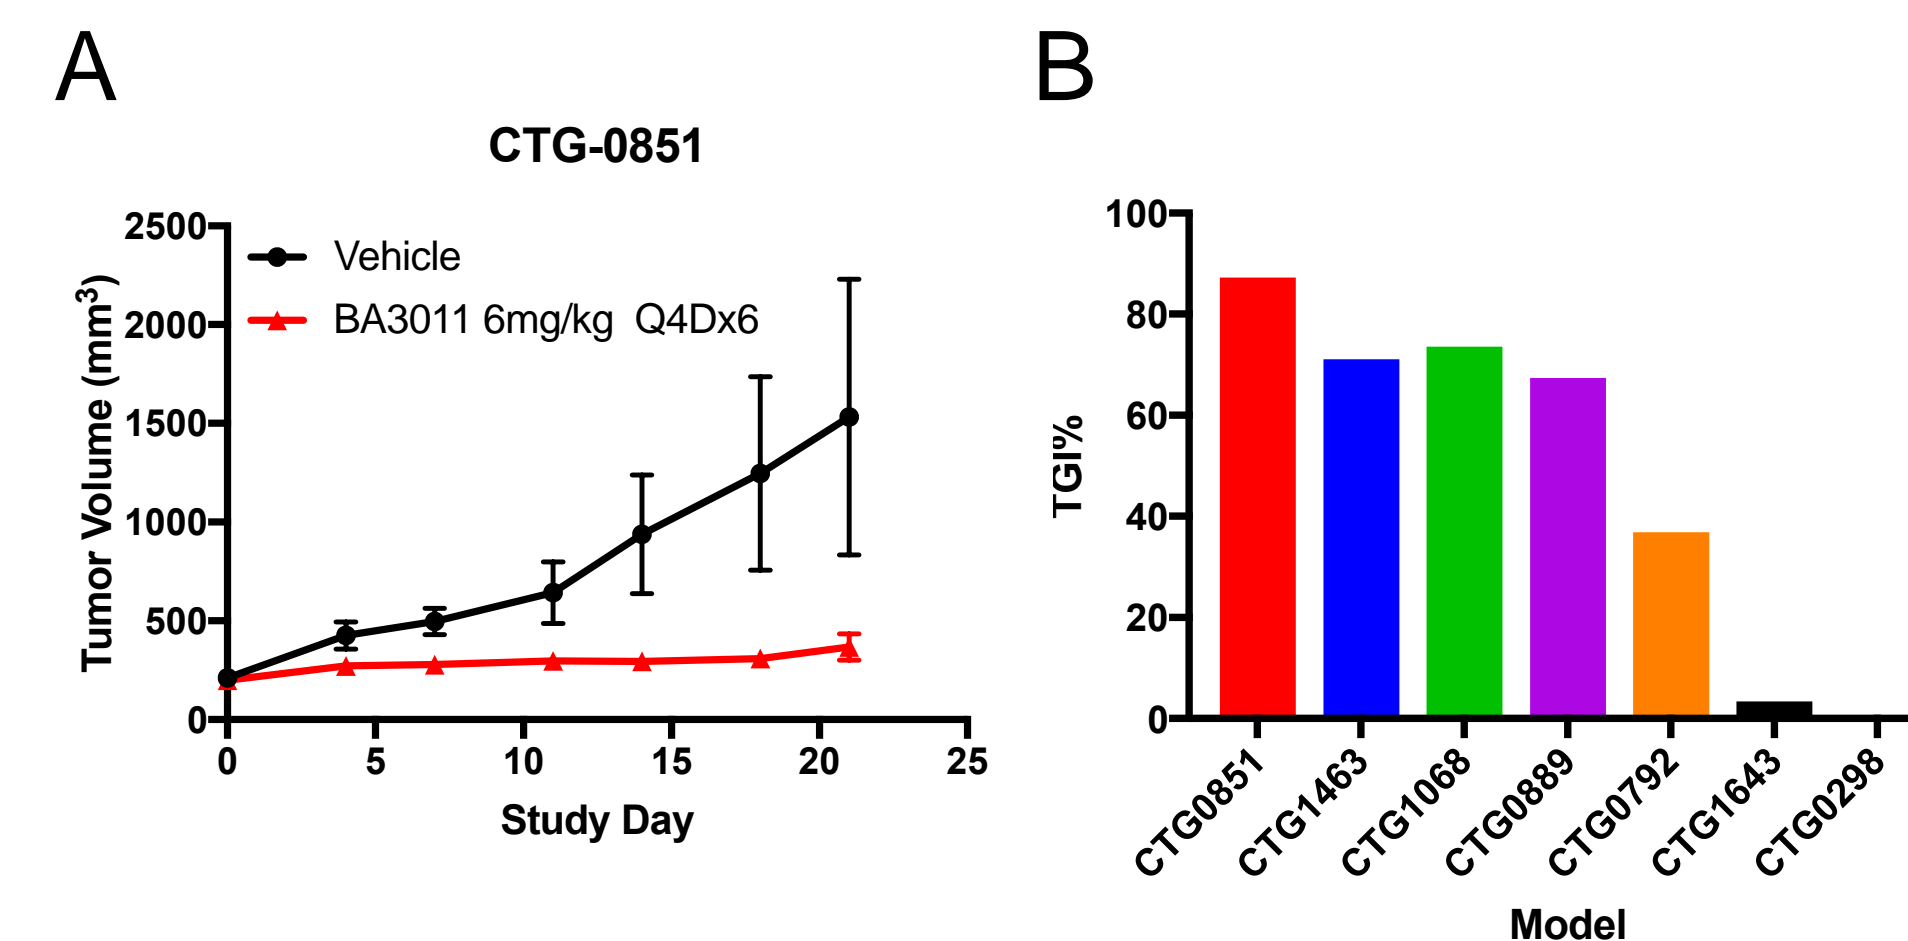 A
CTG-0851
2500
2000
1500
1000
500
0
Tumor Volume (mm³)
Vehicle
BA3011 6mg/kg Q4Dx6
0 5 10 15 20 25
Study Day
B
100
80
60
40
20
0
TGI%
CTG0851
CTG1463
CTG1068
CTG0889
CTG0792
CTG1643
CTG0298
Model